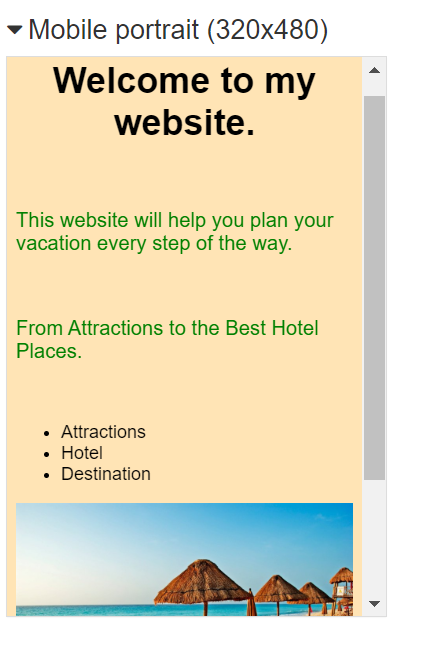 Mobile portrait (320x480)
Welcome to my
website.
This website will help you plan your
vacation every step of the way.
From Attractions to the Best Hotel
Places.
Attractions
Hotel
Destination